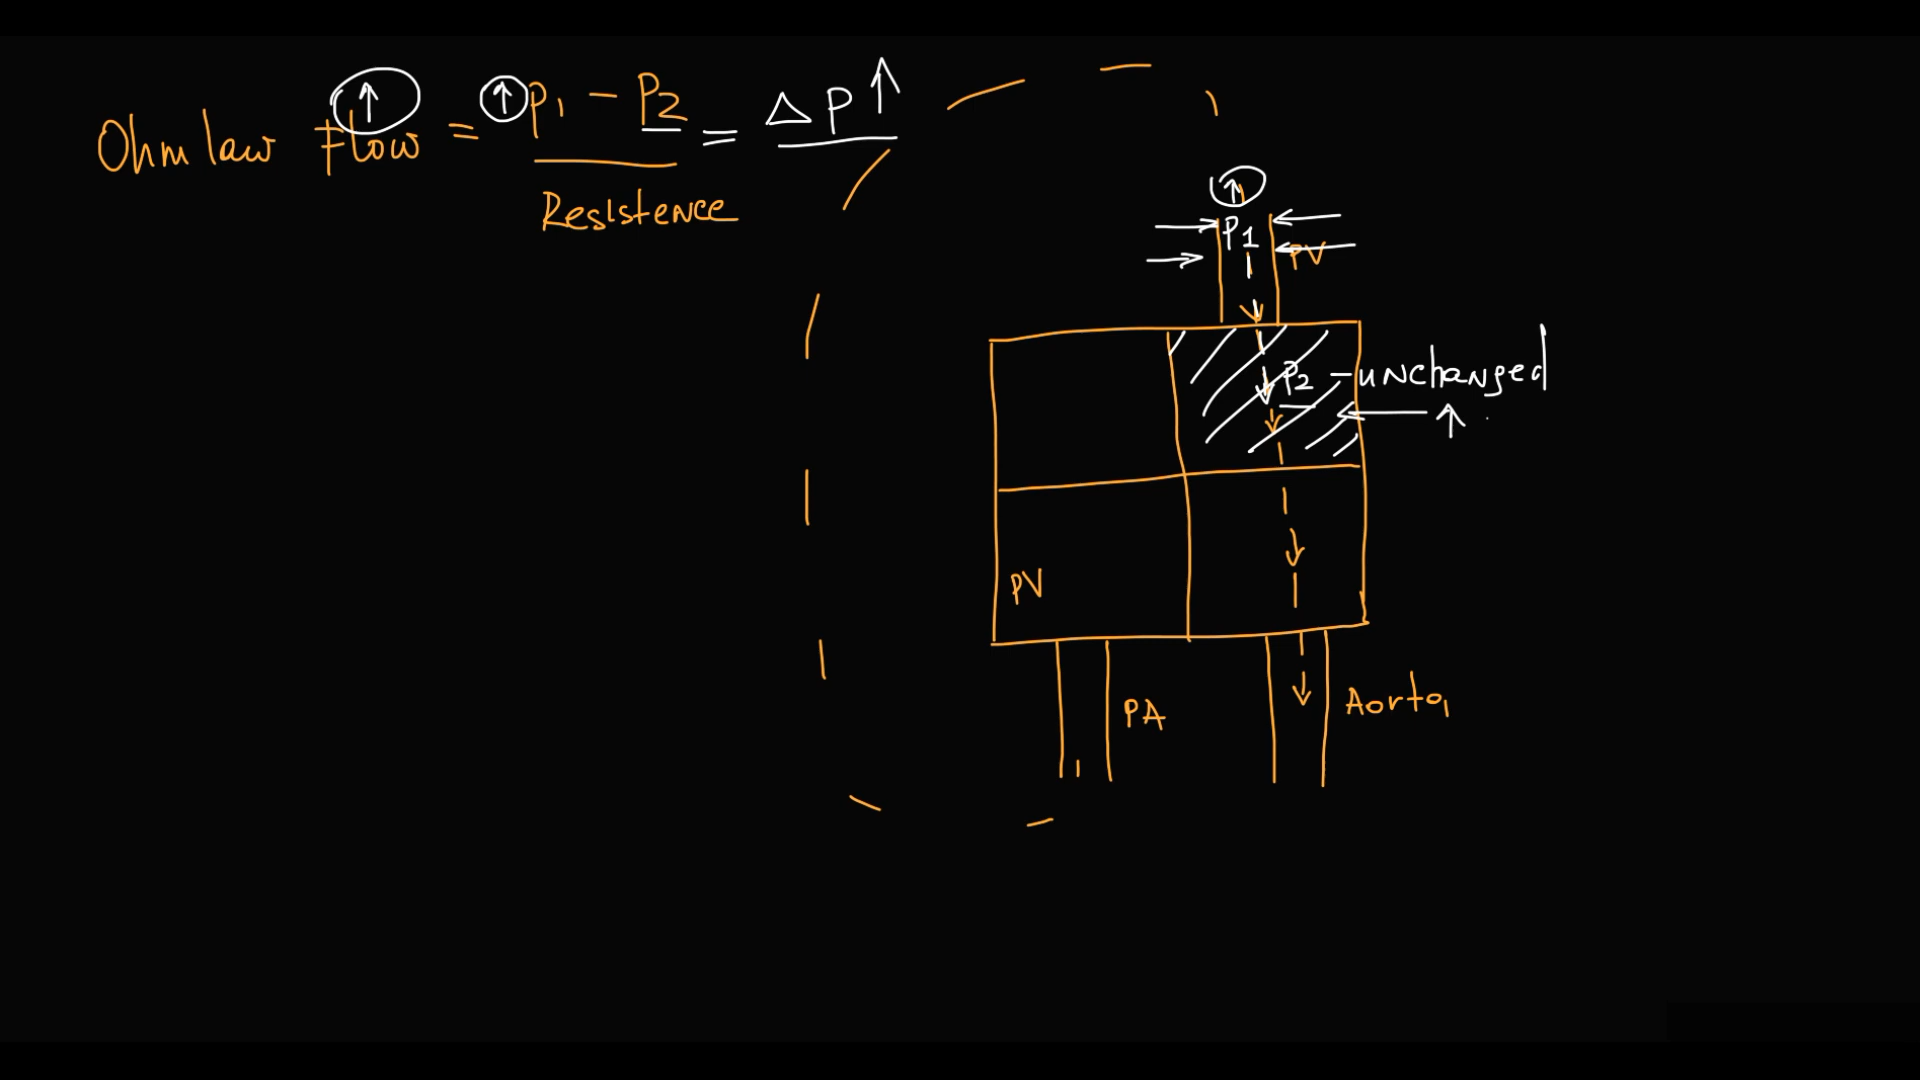 Ohm law Flow ↑ = ↑ P1 - P2 = ΔP ↑
Resistence
↑
P1
PV
P2 - unchanged
↑
PV
PA
Aorta